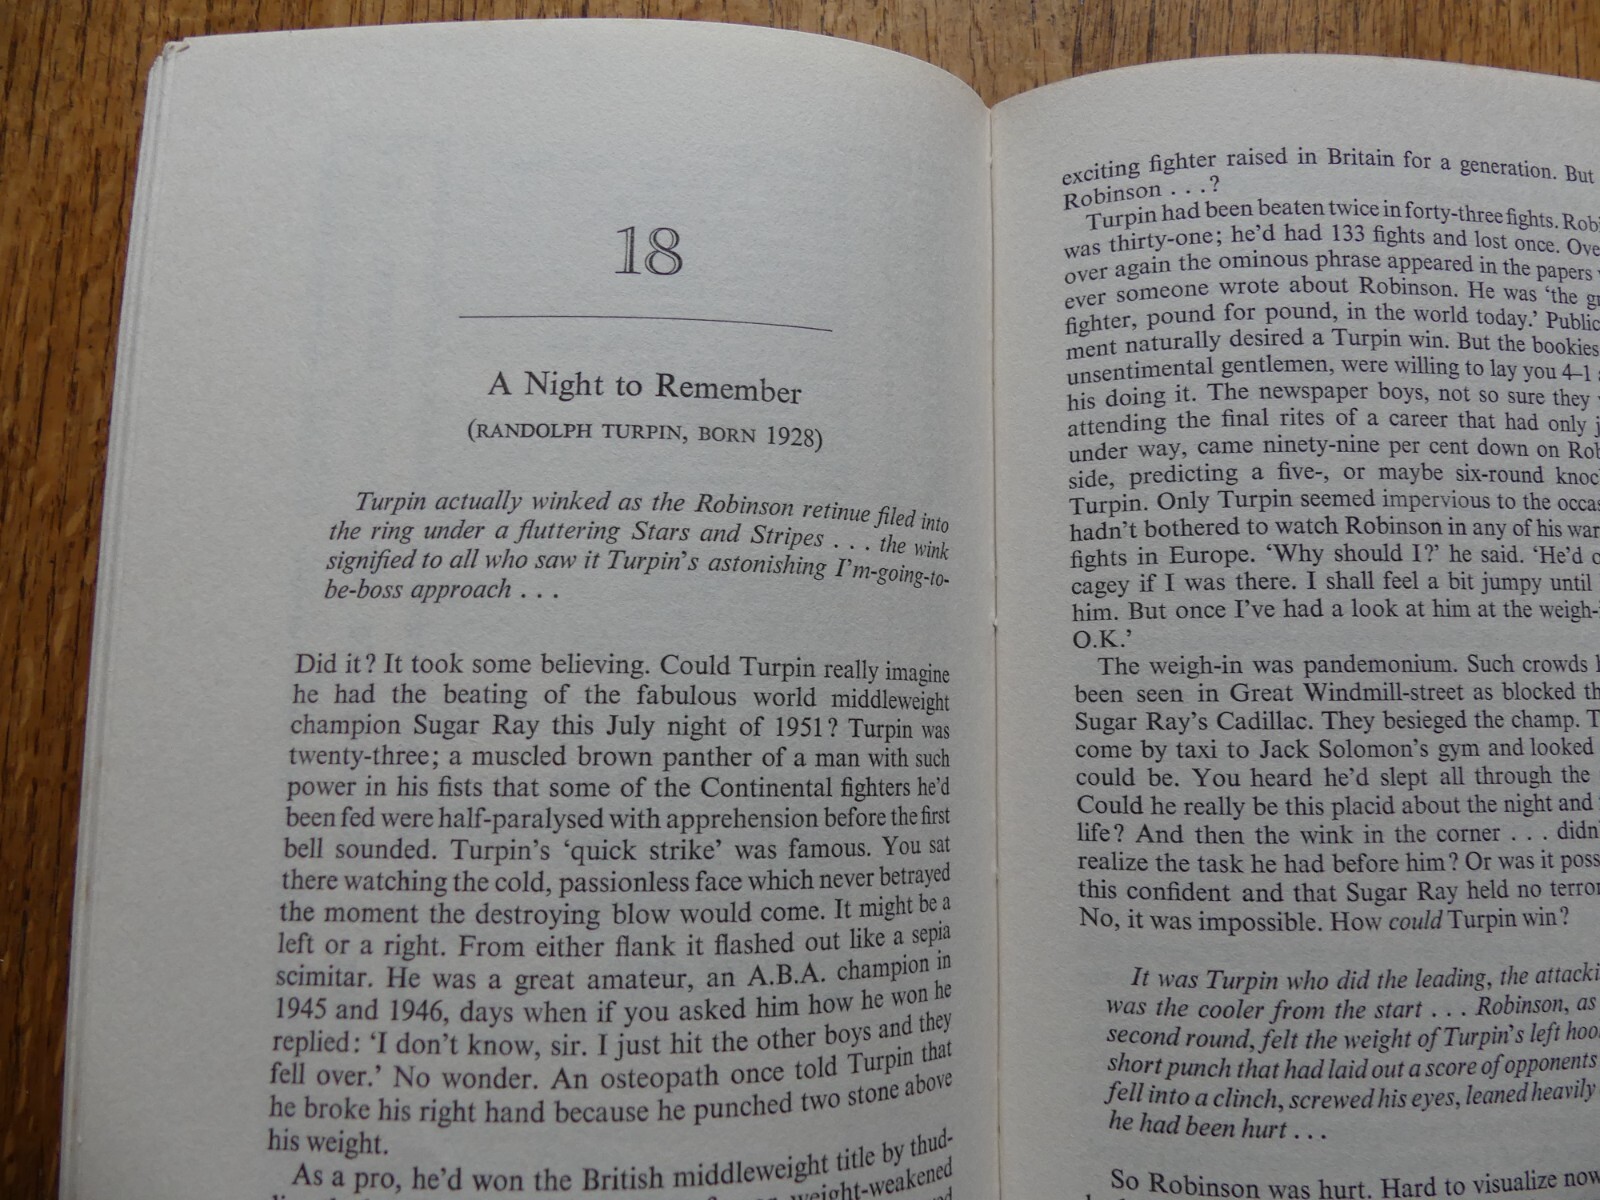 18
A Night to Remember
(RANDOLPH TURPIN, BORN 1928)
Turpin actually winked as the Robinson retinue filed into
the ring under a fluttering Stars and Stripes . . . the wink
signified to all who saw it Turpin's astonishing I'm-going-to-
be-boss approach . . .
Did it? It took some believing. Could Turpin really imagine
he had the beating of the fabulous world middleweight
champion Sugar Ray this July night of 1951? Turpin was
twenty-three; a muscled brown panther of a man with such
power in his fists that some of the Continental fighters he'd
been fed were half-paralysed with apprehension before the first
bell sounded. Turpin's 'quick strike' was famous. You sat
there watching the cold, passionless face which never betrayed
the moment the destroying blow would come. It might be a
left or a right. From either flank it flashed out like a sepia
scimitar. He was a great amateur, an A.B.A. champion in
1945 and 1946, days when if you asked him how he won he
replied: 'I don't know, sir. I just hit the other boys and they
fell over.' No wonder. An osteopath once told Turpin that
he broke his right hand because he punched two stone above
his weight.
As a pro, he'd won the British middleweight title by thud-
weight-weakened
exciting fighter raised in Britain for a generation. But
Robinson . . .?
Turpin had been beaten twice in forty-three fights. Rob
was thirty-one; he'd had 133 fights and lost once. Ove
over again the ominous phrase appeared in the papers
ever someone wrote about Robinson. He was 'the g
fighter, pound for pound, in the world today.' Public
ment naturally desired a Turpin win. But the bookies
unsentimental gentlemen, were willing to lay you 4–1
his doing it. The newspaper boys, not so sure they
attending the final rites of a career that had only j
under way, came ninety-nine per cent down on Rob
side, predicting a five-, or maybe six-round knoc
Turpin. Only Turpin seemed impervious to the occa
hadn't bothered to watch Robinson in any of his war
fights in Europe. 'Why should I?' he said. 'He'd
cagey if I was there. I shall feel a bit jumpy until
him. But once I've had a look at him at the weigh-
O.K.'
The weigh-in was pandemonium. Such crowds
been seen in Great Windmill-street as blocked th
Sugar Ray's Cadillac. They besieged the champ. T
come by taxi to Jack Solomon's gym and looked
could be. You heard he'd slept all through the
Could he really be this placid about the night and
life? And then the wink in the corner . . . didn'
realize the task he had before him? Or was it poss
this confident and that Sugar Ray held no terror
No, it was impossible. How could Turpin win?
It was Turpin who did the leading, the attacki
was the cooler from the start . . . Robinson, as
second round, felt the weight of Turpin's left hoo
short punch that had laid out a score of opponents
fell into a clinch, screwed his eyes, leaned heavily
he had been hurt . . .
So Robinson was hurt. Hard to visualize now